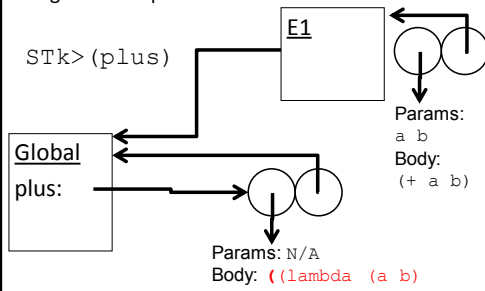 E1
STk> (plus)
Params:
a b
Body:
(+ a b)
Global
plus:
Params: N/A
Body: ((lambda (a b)